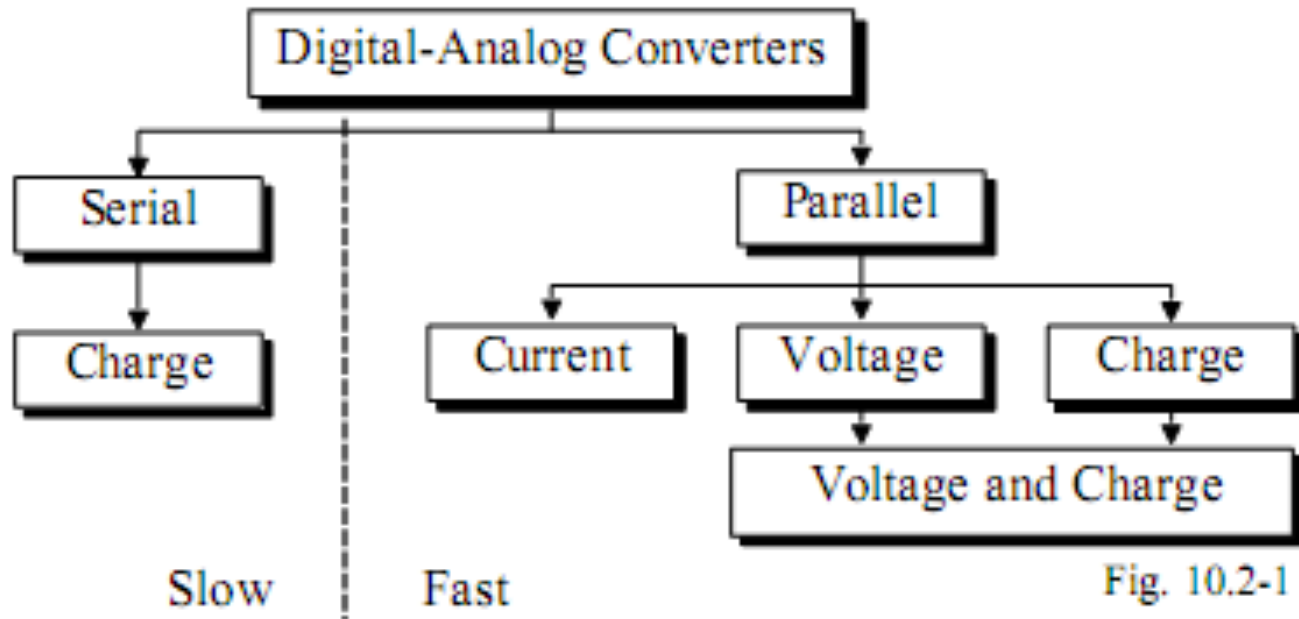 Digital-Analog Converters
Serial
Parallel
Charge
Current
Voltage
Charge
Voltage and Charge
Slow
Fast
Fig. 10.2-1